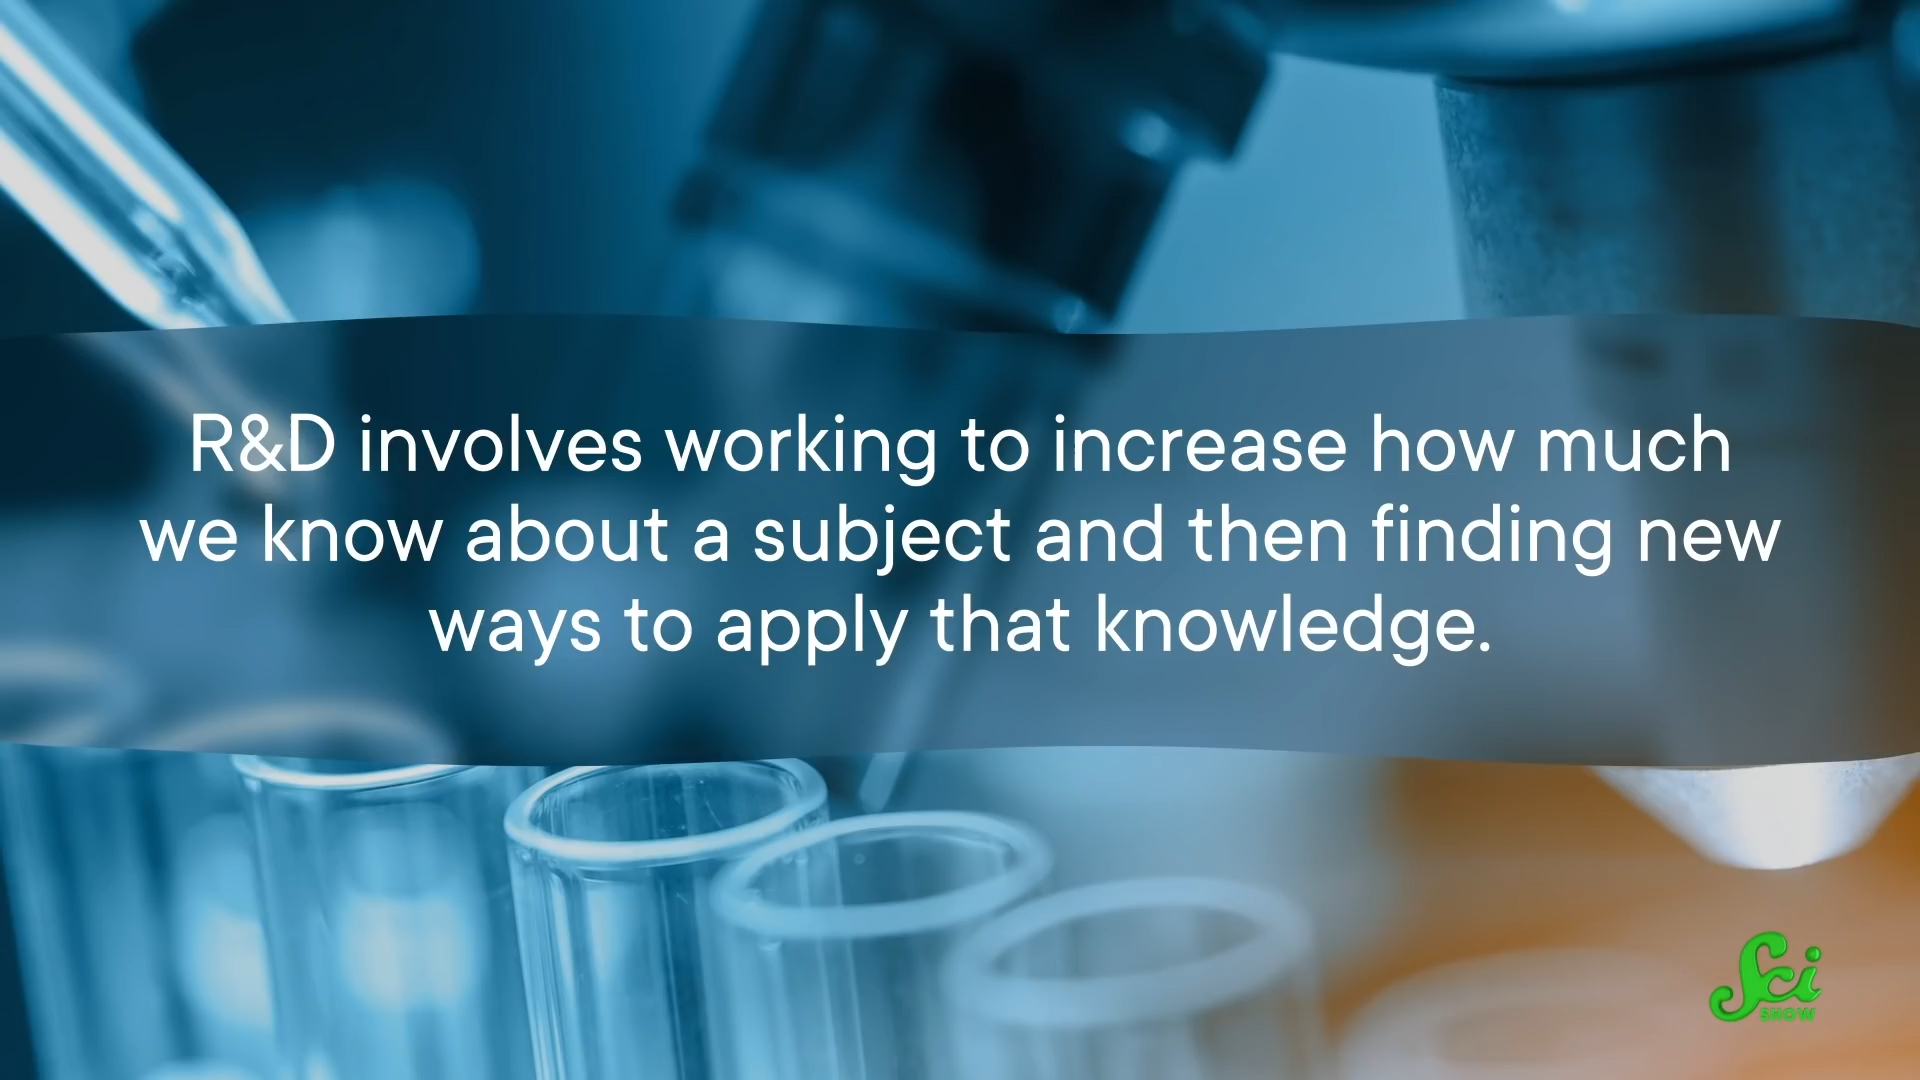 R&D involves working to increase how much
we know about a subject and then finding new
ways to apply that knowledge.
Sci
SHOW